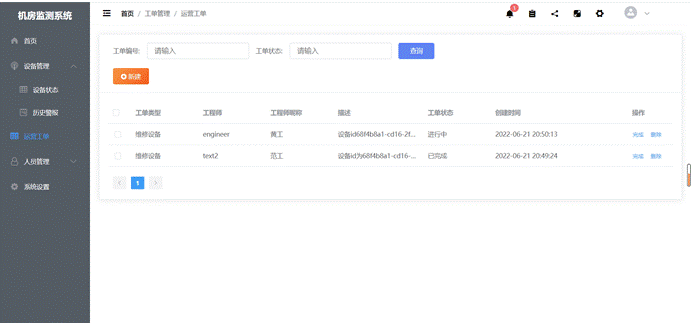 机房监测系统
首页
设备管理
设备状态
历史警报
运营工单
人员管理
系统设置
首页 / 工单管理 / 运营工单
1
工单编号: 请输入 工单状态: 请输入 查询
新建
工单类型 工程师 工程师昵称 描述 工单状态 创建时间 操作
维修设备 engineer 黄工 设备id68f4b8a1-cd16-2f... 进行中 2022-06-21 20:50:13 完成 删除
维修设备 text2 范工 设备id为68f4b8a1-cd16-... 已完成 2022-06-21 20:49:24 完成 删除
1